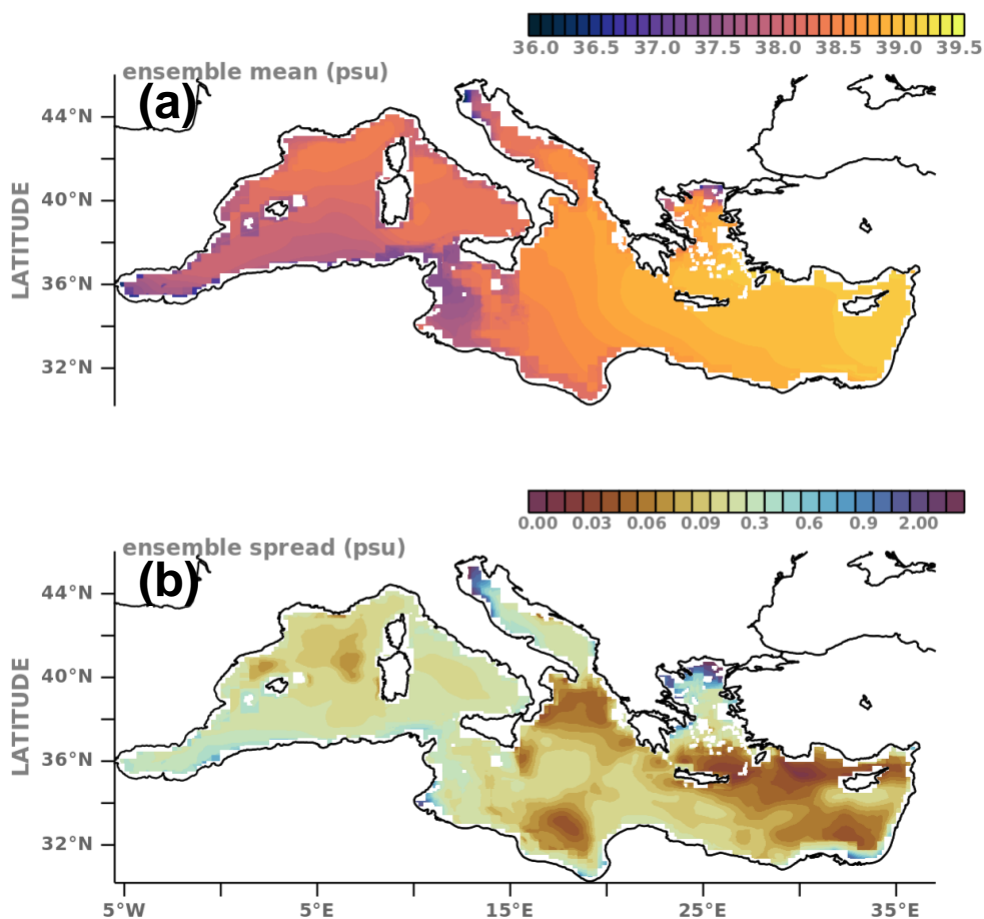 36.0 36.5 37.0 37.5 38.0 38.5 39.0 39.5
ensemble mean (psu)
(a)
44°N
40°N
36°N
32°N
LATITUDE
0.00 0.03 0.06 0.09 0.3 0.6 0.9 2.00
ensemble spread (psu)
(b)
44°N
40°N
36°N
32°N
LATITUDE
5°W 5°E 15°E 25°E 35°E